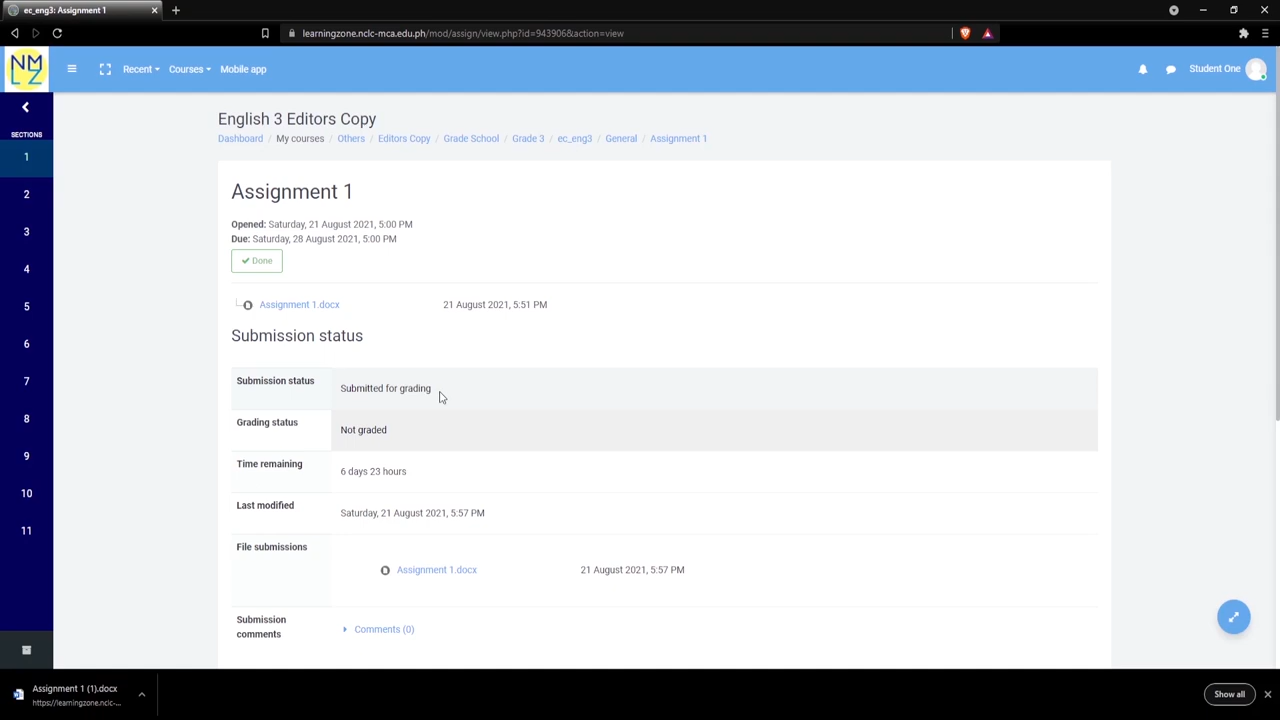 ec_eng3: Assignment 1
learningzone.nclc-mca.edu.ph/mod/assign/view.php?id=943906&action=view
NM
LZ
Recent
Courses
Mobile app
Student One
SECTIONS
1
2
3
4
5
6
7
8
9
10
11
English 3 Editors Copy
Dashboard / My courses / Others / Editors Copy / Grade School / Grade 3 / ec_eng3 / General / Assignment 1
Assignment 1
Opened: Saturday, 21 August 2021, 5:00 PM
Due: Saturday, 28 August 2021, 5:00 PM
Done
Assignment 1.docx 21 August 2021, 5:51 PM
Submission status
Submission status Submitted for grading
Grading status Not graded
Time remaining 6 days 23 hours
Last modified Saturday, 21 August 2021, 5:57 PM
File submissions
Assignment 1.docx 21 August 2021, 5:57 PM
Submission
comments
Comments (0)
Assignment 1 (1).docx
https://learningzone.nclc-...
Show all